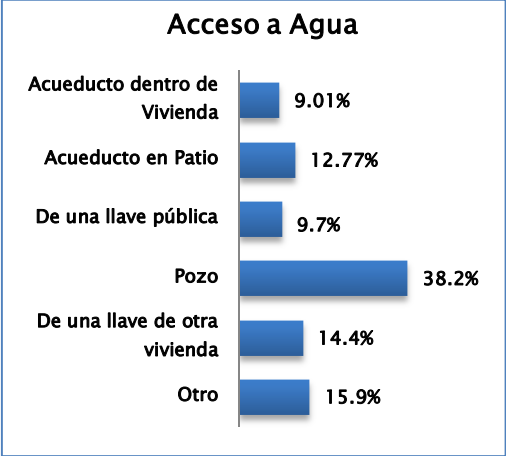 Acceso a Agua
Acueducto dentro de
Vivienda
9.01%
Acueducto en Patio
12.77%
De una llave pública
9.7%
Pozo
38.2%
De una llave de otra
vivienda
14.4%
Otro
15.9%